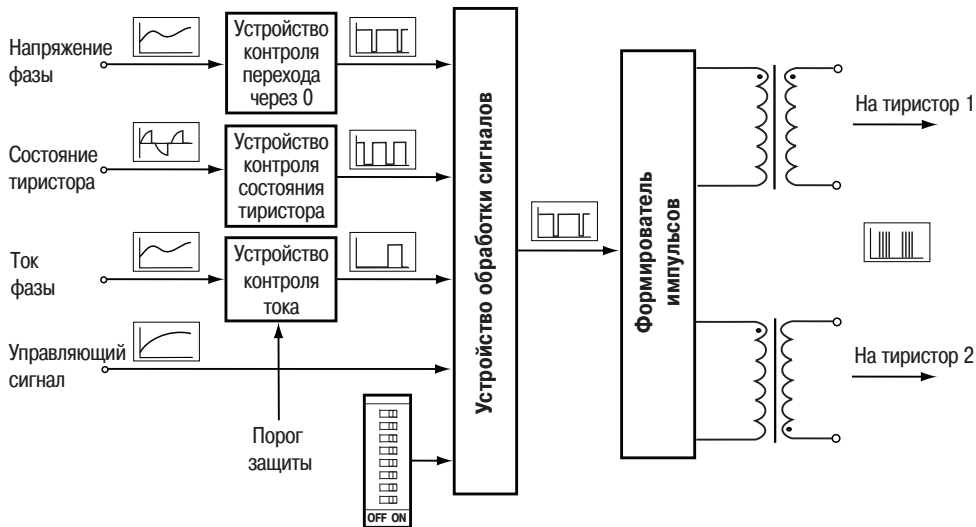 Напряжение
фазы
Устройство
контроля
перехода
через 0
Состояние
тиристора
Устройство
контроля
состояния
тиристора
Ток
фазы
Устройство
контроля
тока
Управляющий
сигнал
Порог
защиты
OFF ON
Устройство обработки сигналов
Формирователь
импульсов
На тиристор 1
На тиристор 2